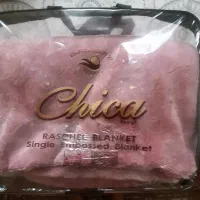 Chica
RASCHEL BLANKET
Single Embossed Blanket